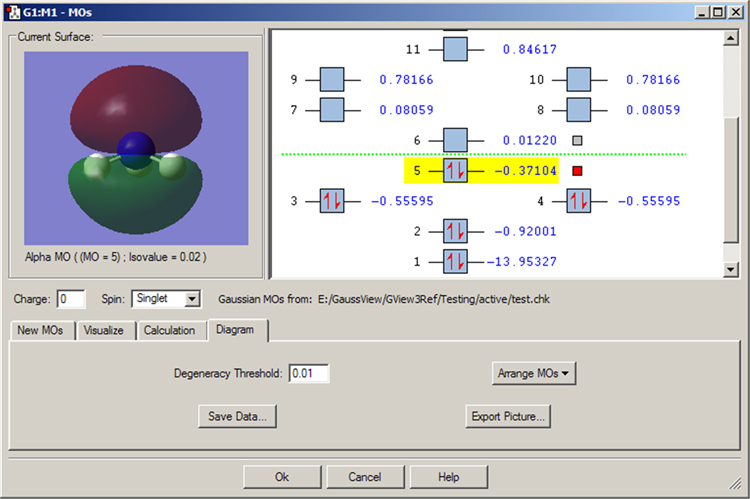 G1:M1 - MOs
Current Surface:
Alpha MO ( (MO = 5) ; Isovalue = 0.02 )
11 0.84617
9 0.78166 10 0.78166
7 0.08059 8 0.08059
6 0.01220
5 -0.37104
3 -0.55595 4 -0.55595
2 -0.92001
1 -13.95327
Charge: 0 Spin: Singlet Gaussian MOs from: E:/GaussView/GView3Ref/Testing/active/test.chk
New MOs Visualize Calculation Diagram
Degeneracy Threshold: 0.01 Arrange MOs
Save Data... Export Picture...
Ok Cancel Help